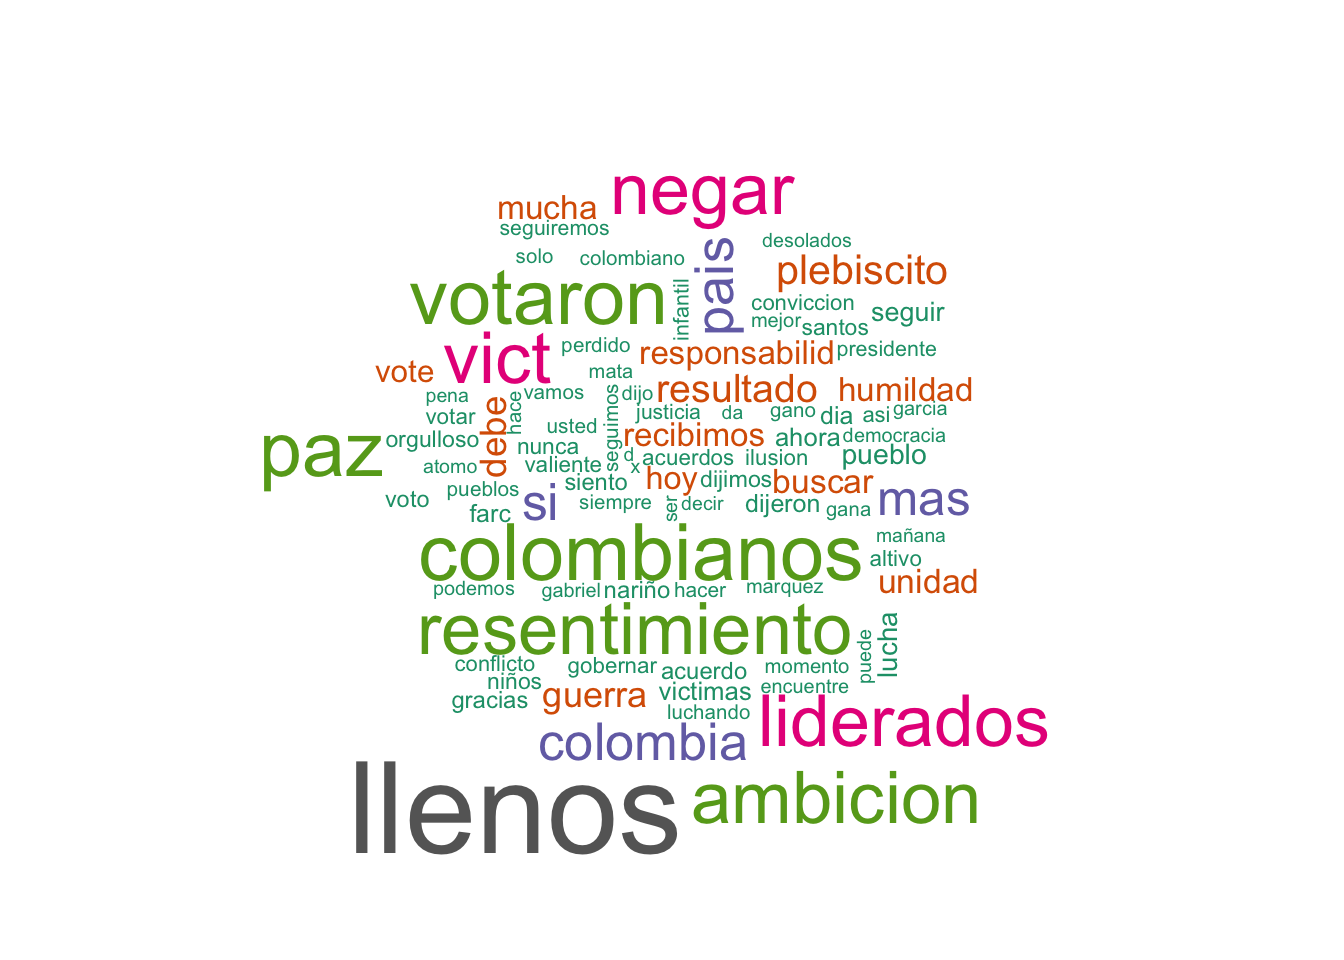 negar
mucha
seguiremos
desolados
solo
colombiano
pais
plebiscito
votaron
infantil
conviccion
seguir
mejor
santos
vict
perdido
responsabilid
presidente
vote
mata
resultado
humildad
pena
hace
vamos
dijo
votar
debe
usted
seguimos
justicia
da
gano
dia
asi
garcia
paz
orgulloso
nunca
recibimos
ahora
democracia
atomo
valiente
d
x
acuerdos
ilusion
pueblo
voto
pueblos
siento
hoy
dijimos
buscar
farc
si
siempre
ser
decir
dijeron
gana
mas
colombianos
mañana
altivo
podemos
gabriel
nariño
hacer
marquez
unidad
resentimiento
puede
lucha
conflicto
gobernar
acuerdo
momento
niños
encuentre
gracias
guerra
victimas
luchando
liderados
colombia
llenos
ambicion